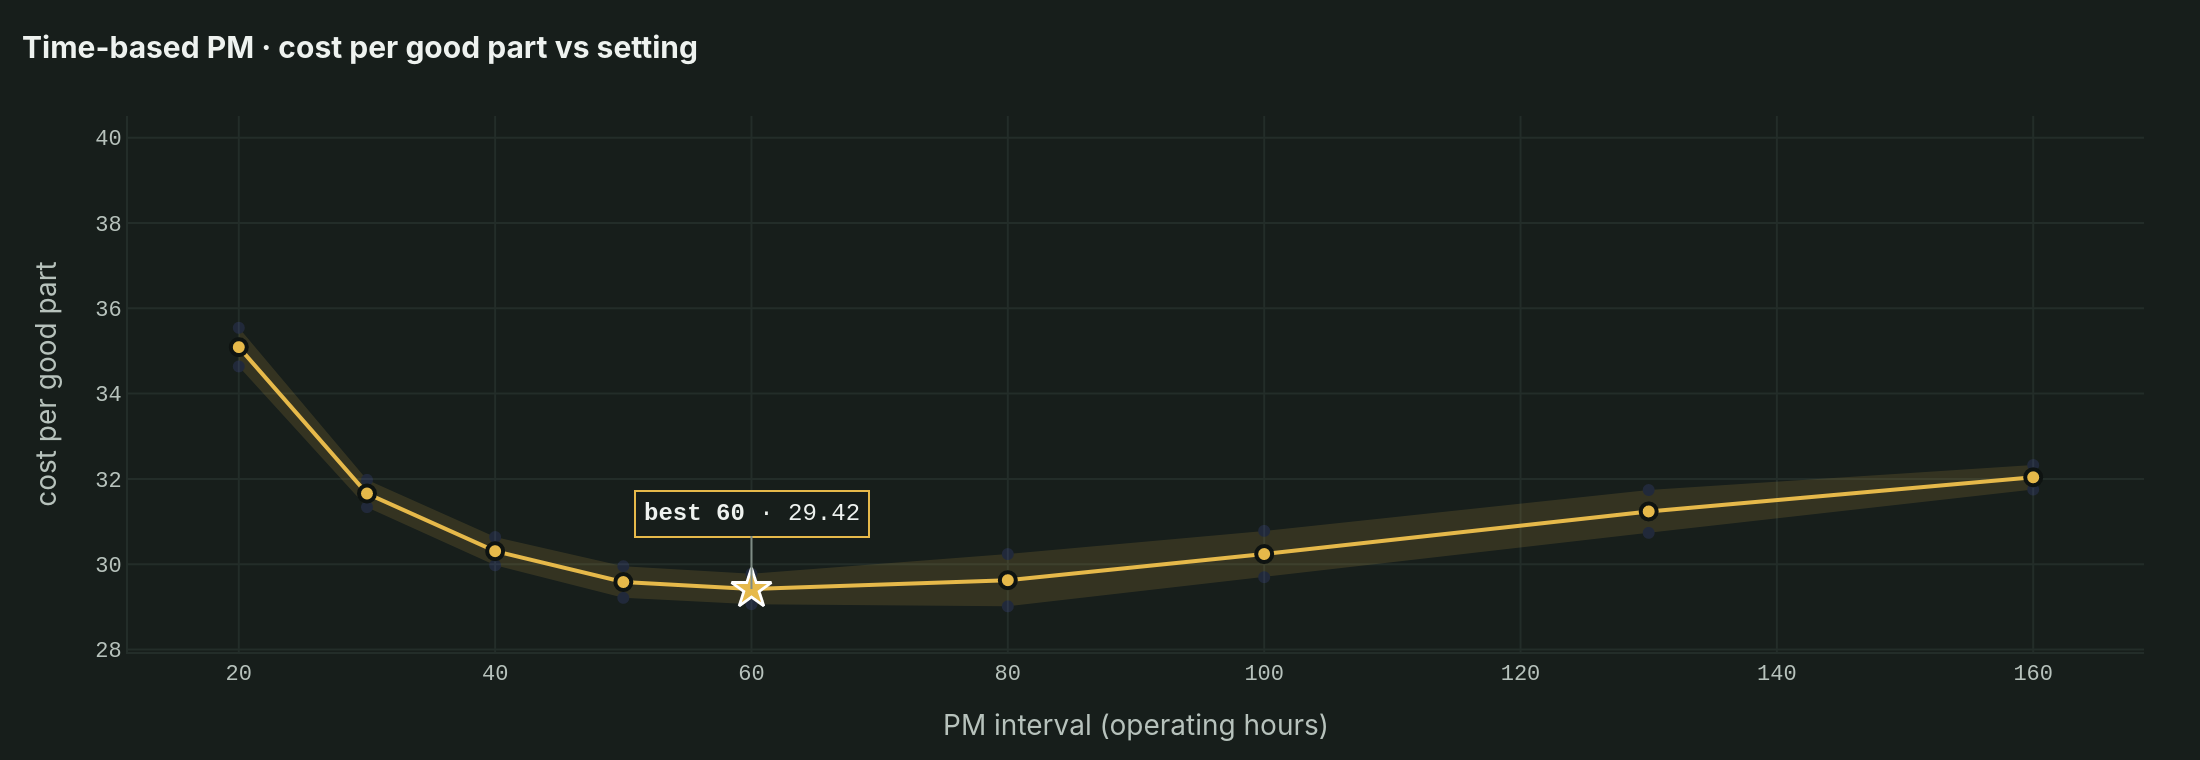 Time-based PM · cost per good part vs setting
cost per good part
40
38
36
34
32
30
28
best 60 · 29.42
20 40 60 80 100 120 140 160
PM interval (operating hours)